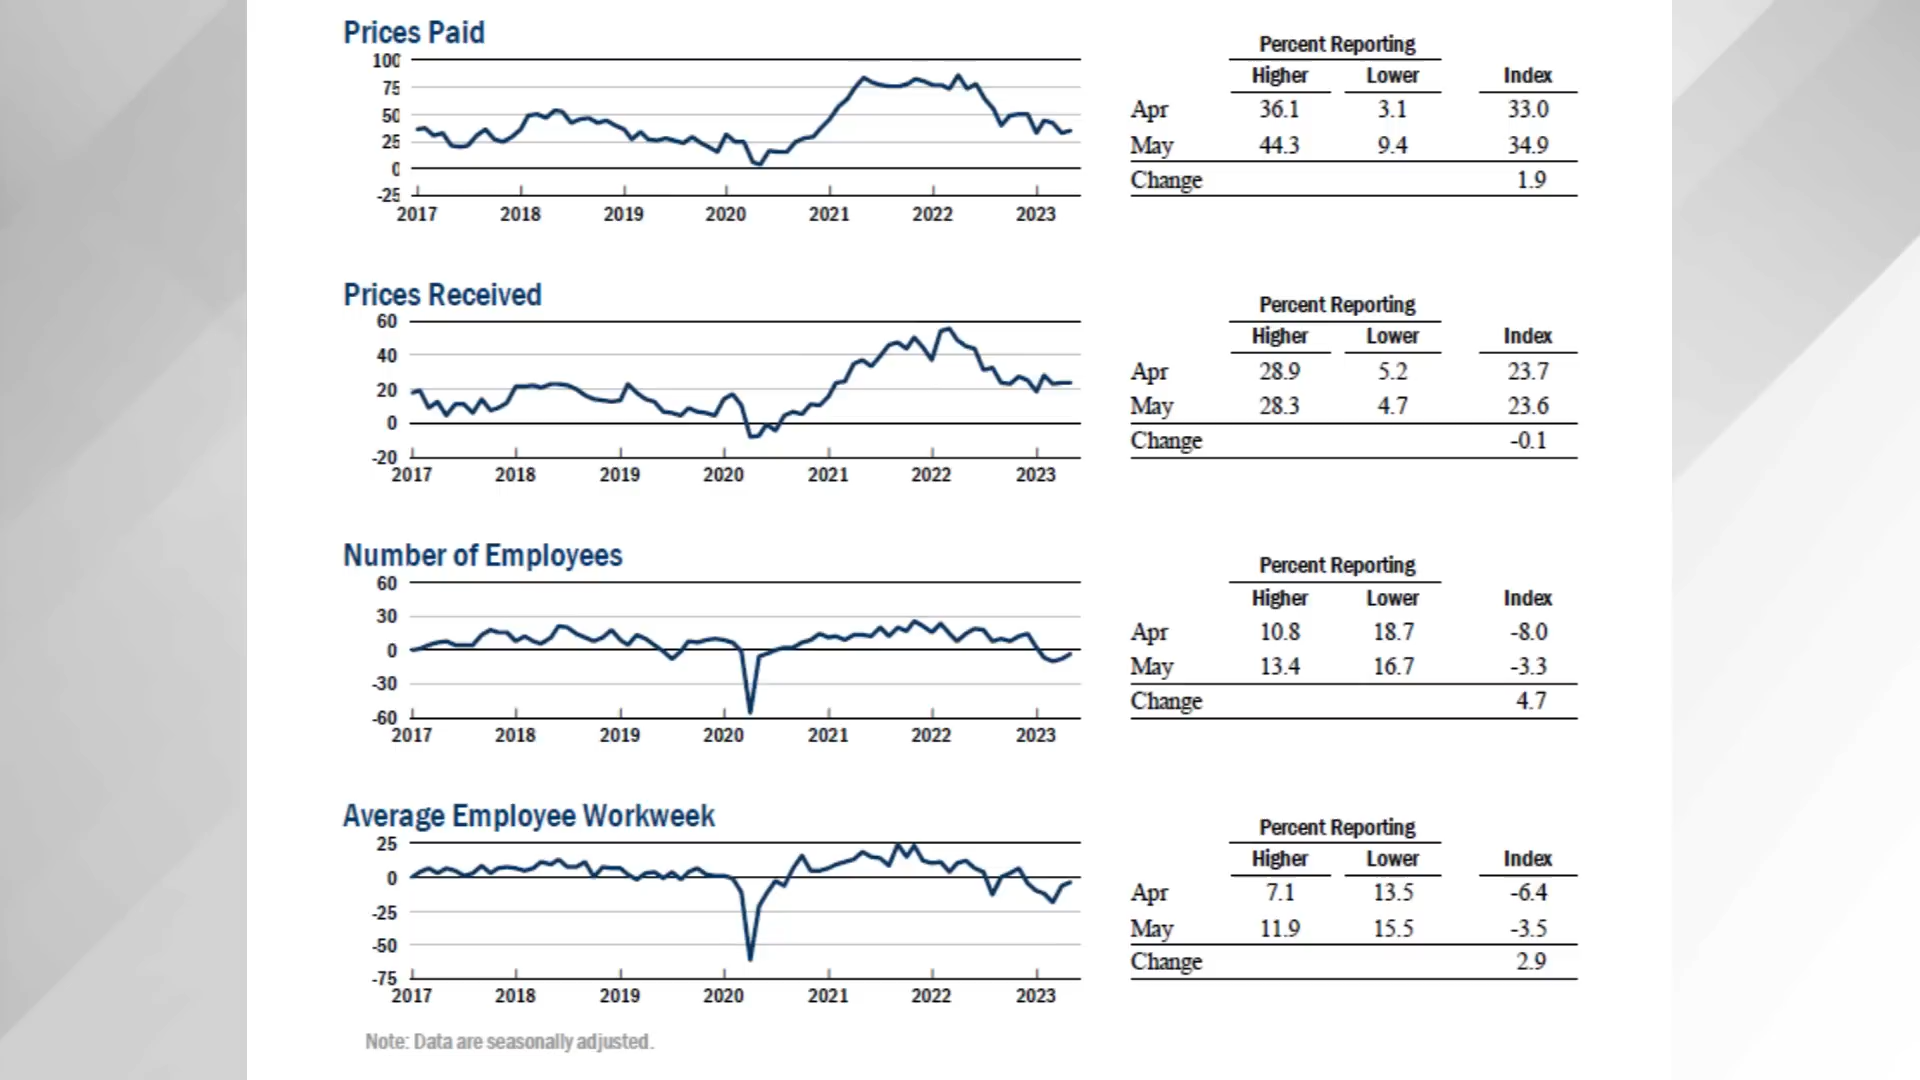 Prices Paid
100
75
50
25
0
-25
2017 2018 2019 2020 2021 2022 2023
Percent Reporting
Higher Lower Index
Apr 36.1 3.1 33.0
May 44.3 9.4 34.9
Change 1.9
Prices Received
60
40
20
0
-20
2017 2018 2019 2020 2021 2022 2023
Percent Reporting
Higher Lower Index
Apr 28.9 5.2 23.7
May 28.3 4.7 23.6
Change -0.1
Number of Employees
60
30
0
-30
-60
2017 2018 2019 2020 2021 2022 2023
Percent Reporting
Higher Lower Index
Apr 10.8 18.7 -8.0
May 13.4 16.7 -3.3
Change 4.7
Average Employee Workweek
25
0
-25
-50
-75
2017 2018 2019 2020 2021 2022 2023
Percent Reporting
Higher Lower Index
Apr 7.1 13.5 -6.4
May 11.9 15.5 -3.5
Change 2.9
Note: Data are seasonally adjusted.